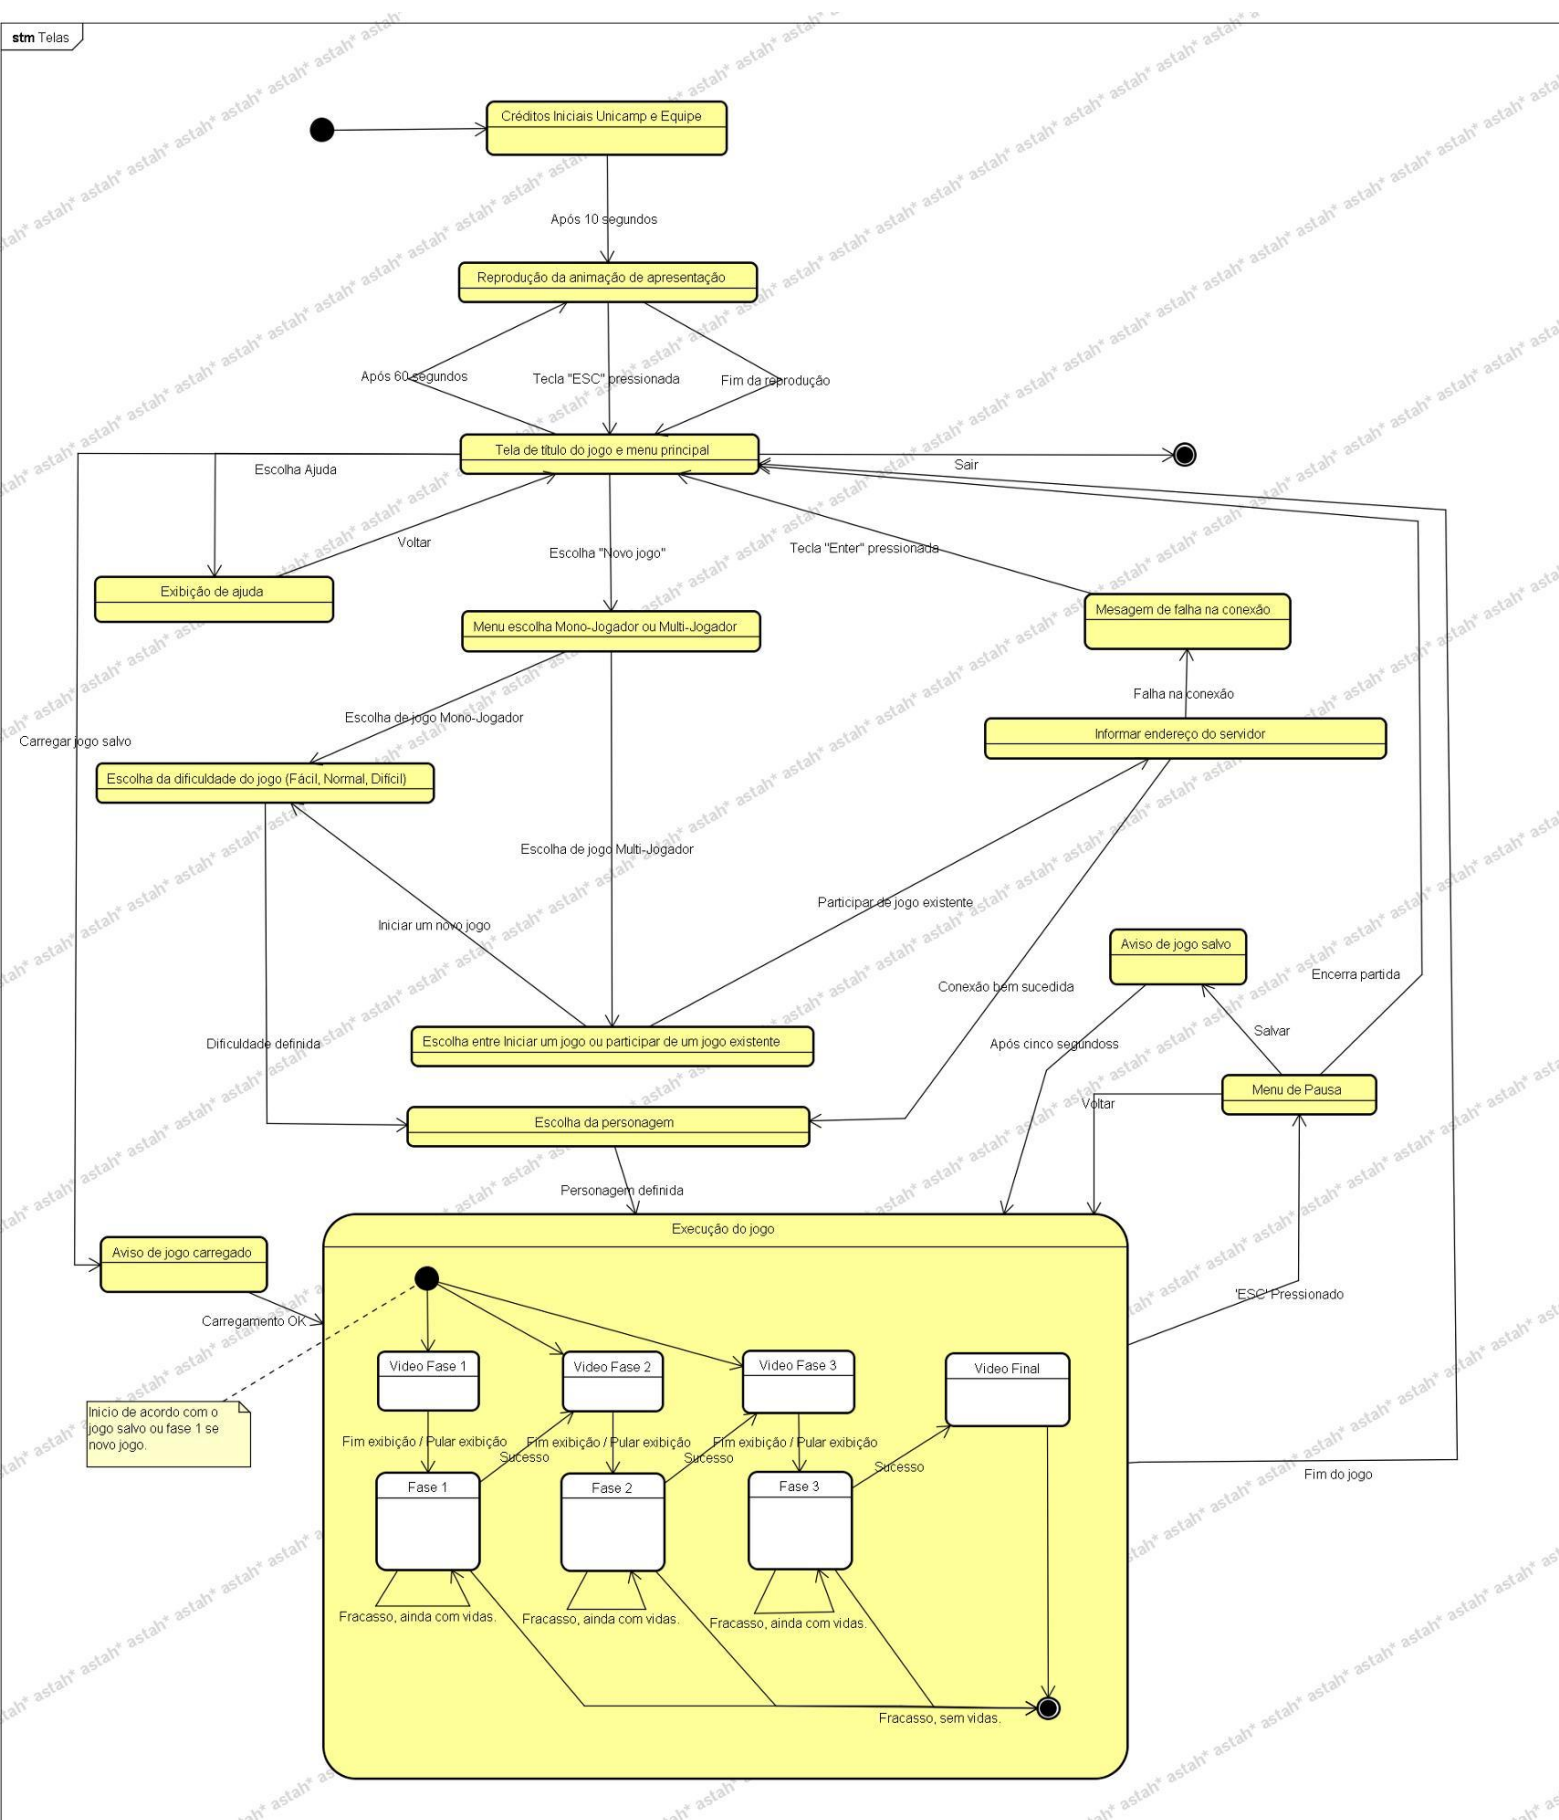 stm Telas
Créditos Iniciais Unicamp e Equipe
Após 10 segundos
Reprodução da animação de apresentação
Após 60 segundos
Tecla "ESC" pressionada
Fim da reprodução
Tela de título do jogo e menu principal
Sair
Escolha Ajuda
Voltar
Escolha "Novo jogo"
Tecla "Enter" pressionada
Exibição de ajuda
Mesagem de falha na conexão
Menu escolha Mono-Jogador ou Multi-Jogador
Falha na conexão
Escolha de jogo Mono-Jogador
Informar endereço do servidor
Carregar jogo salvo
Escolha da dificuldade do jogo (Fácil, Normal, Difícil)
Escolha de jogo Multi-Jogador
Participar de jogo existente
Iniciar um novo jogo
Aviso de jogo salvo
Encerra partida
Conexão bem sucedida
Salvar
Dificuldade definida
Escolha entre Iniciar um jogo ou participar de um jogo existente
Após cinco segundoss
Menu de Pausa
Voltar
Escolha da personagem
Personagem definida
Execução do jogo
Aviso de jogo carregado
'ESC' Pressionado
Carregamento OK
Video Fase 1
Video Fase 2
Video Fase 3
Video Final
Inicio de acordo com o
jogo salvo ou fase 1 se
novo jogo.
Fim exibição / Pular exibição
Fim exibição / Pular exibição
Fim exibição / Pular exibição
Sucesso
Sucesso
Sucesso
Fim do jogo
Fase 1
Fase 2
Fase 3
Fracasso, ainda com vidas.
Fracasso, ainda com vidas.
Fracasso, ainda com vidas.
Fracasso, sem vidas.